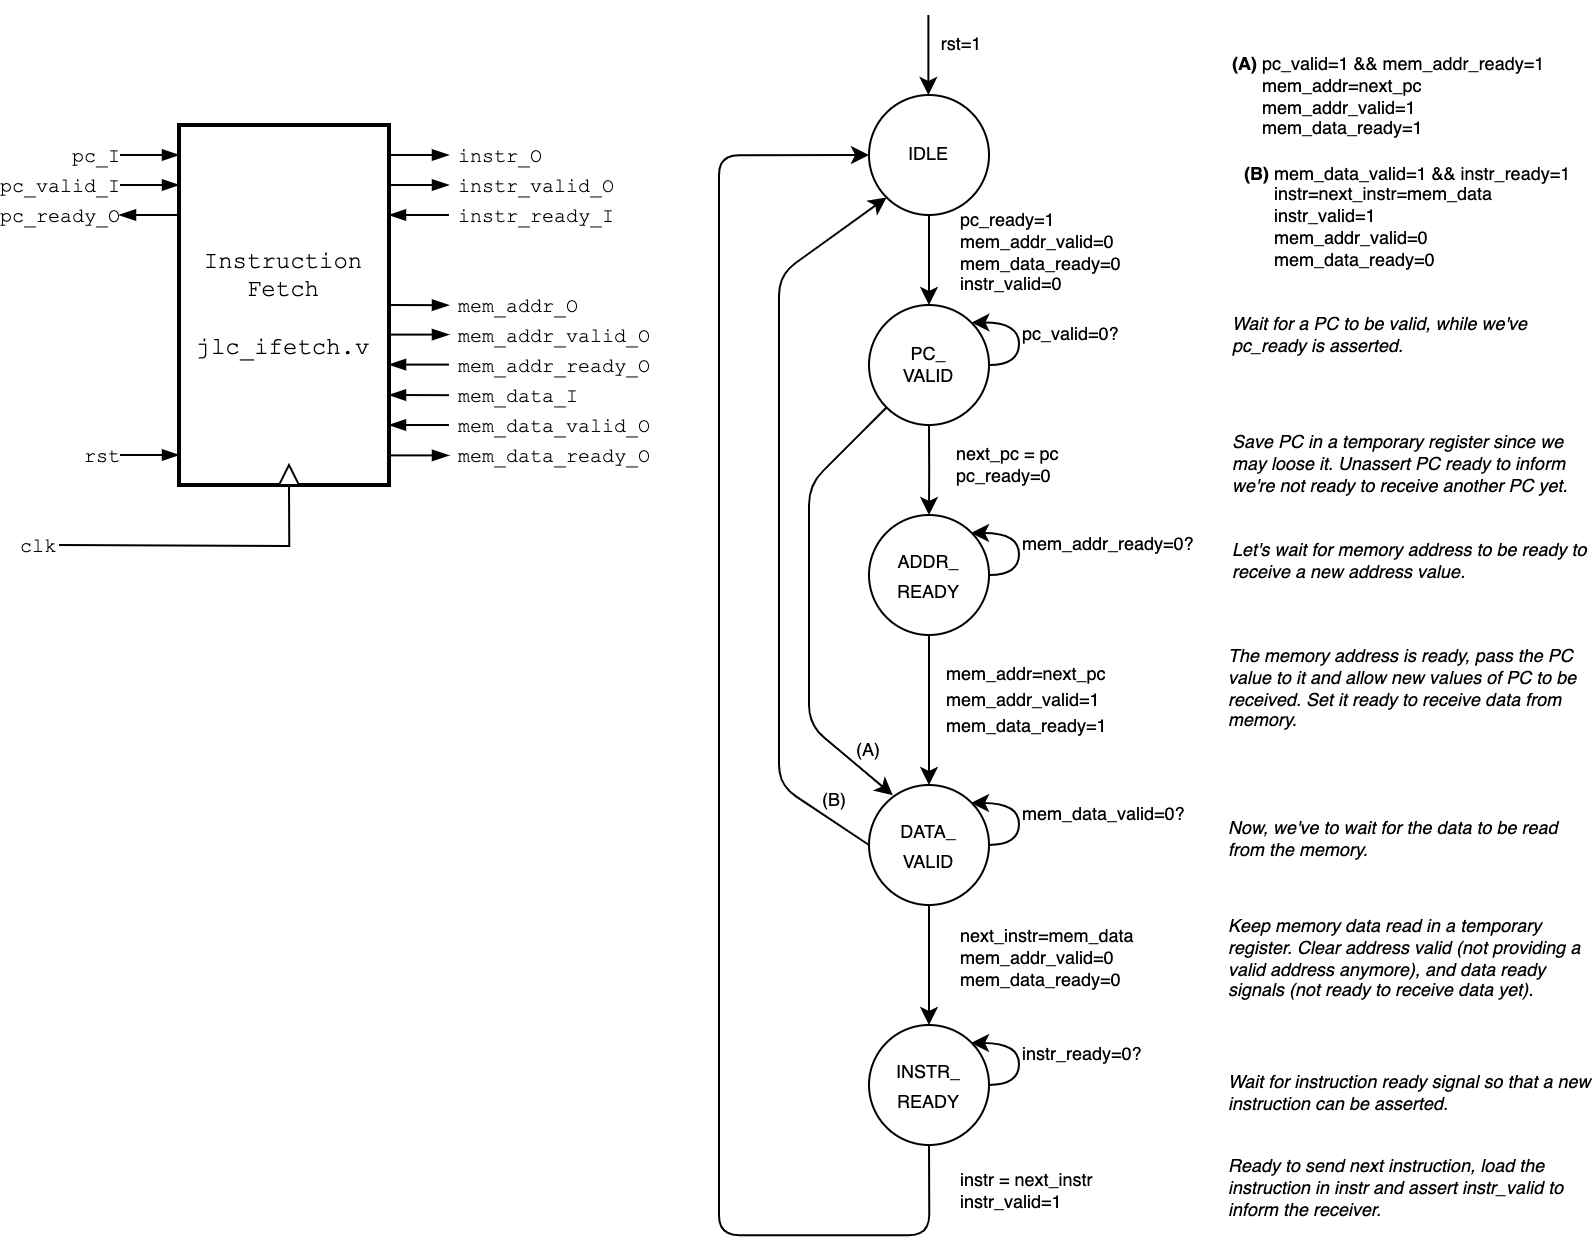 pc_I
pc_valid_I
pc_ready_O
rst
clk
Instruction
Fetch
jlc_ifetch.v
instr_O
instr_valid_O
instr_ready_I
mem_addr_O
mem_addr_valid_O
mem_addr_ready_O
mem_data_I
mem_data_valid_O
mem_data_ready_O
rst=1
IDLE
pc_ready=1
mem_addr_valid=0
mem_data_ready=0
instr_valid=0
PC_
VALID
pc_valid=0?
next_pc = pc
pc_ready=0
ADDR_
READY
mem_addr_ready=0?
mem_addr=next_pc
mem_addr_valid=1
mem_data_ready=1
(A)
(B)
DATA_
VALID
mem_data_valid=0?
next_instr=mem_data
mem_addr_valid=0
mem_data_ready=0
INSTR_
READY
instr_ready=0?
instr = next_instr
instr_valid=1
(A) pc_valid=1 && mem_addr_ready=1
mem_addr=next_pc
mem_addr_valid=1
mem_data_ready=1
(B) mem_data_valid=1 && instr_ready=1
instr=next_instr=mem_data
instr_valid=1
mem_addr_valid=0
mem_data_ready=0
Wait for a PC to be valid, while we've
pc_ready is asserted.
Save PC in a temporary register since we
may loose it. Unassert PC ready to inform
we're not ready to receive another PC yet.
Let's wait for memory address to be ready to
receive a new address value.
The memory address is ready, pass the PC
value to it and allow new values of PC to be
received. Set it ready to receive data from
memory.
Now, we've to wait for the data to be read
from the memory.
Keep memory data read in a temporary
register. Clear address valid (not providing a
valid address anymore), and data ready
signals (not ready to receive data yet).
Wait for instruction ready signal so that a new
instruction can be asserted.
Ready to send next instruction, load the
instruction in instr and assert instr_valid to
inform the receiver.